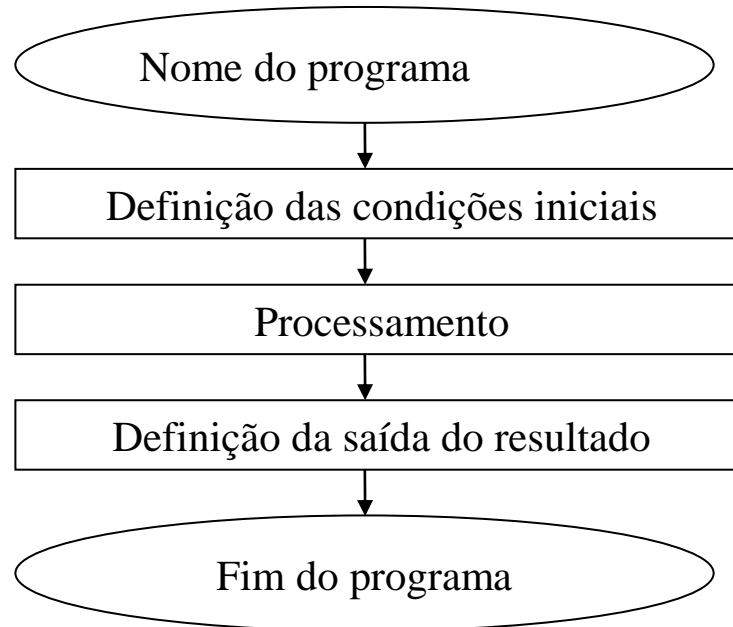 Nome do programa
Definição das condições iniciais
Processamento
Definição da saída do resultado
Fim do programa